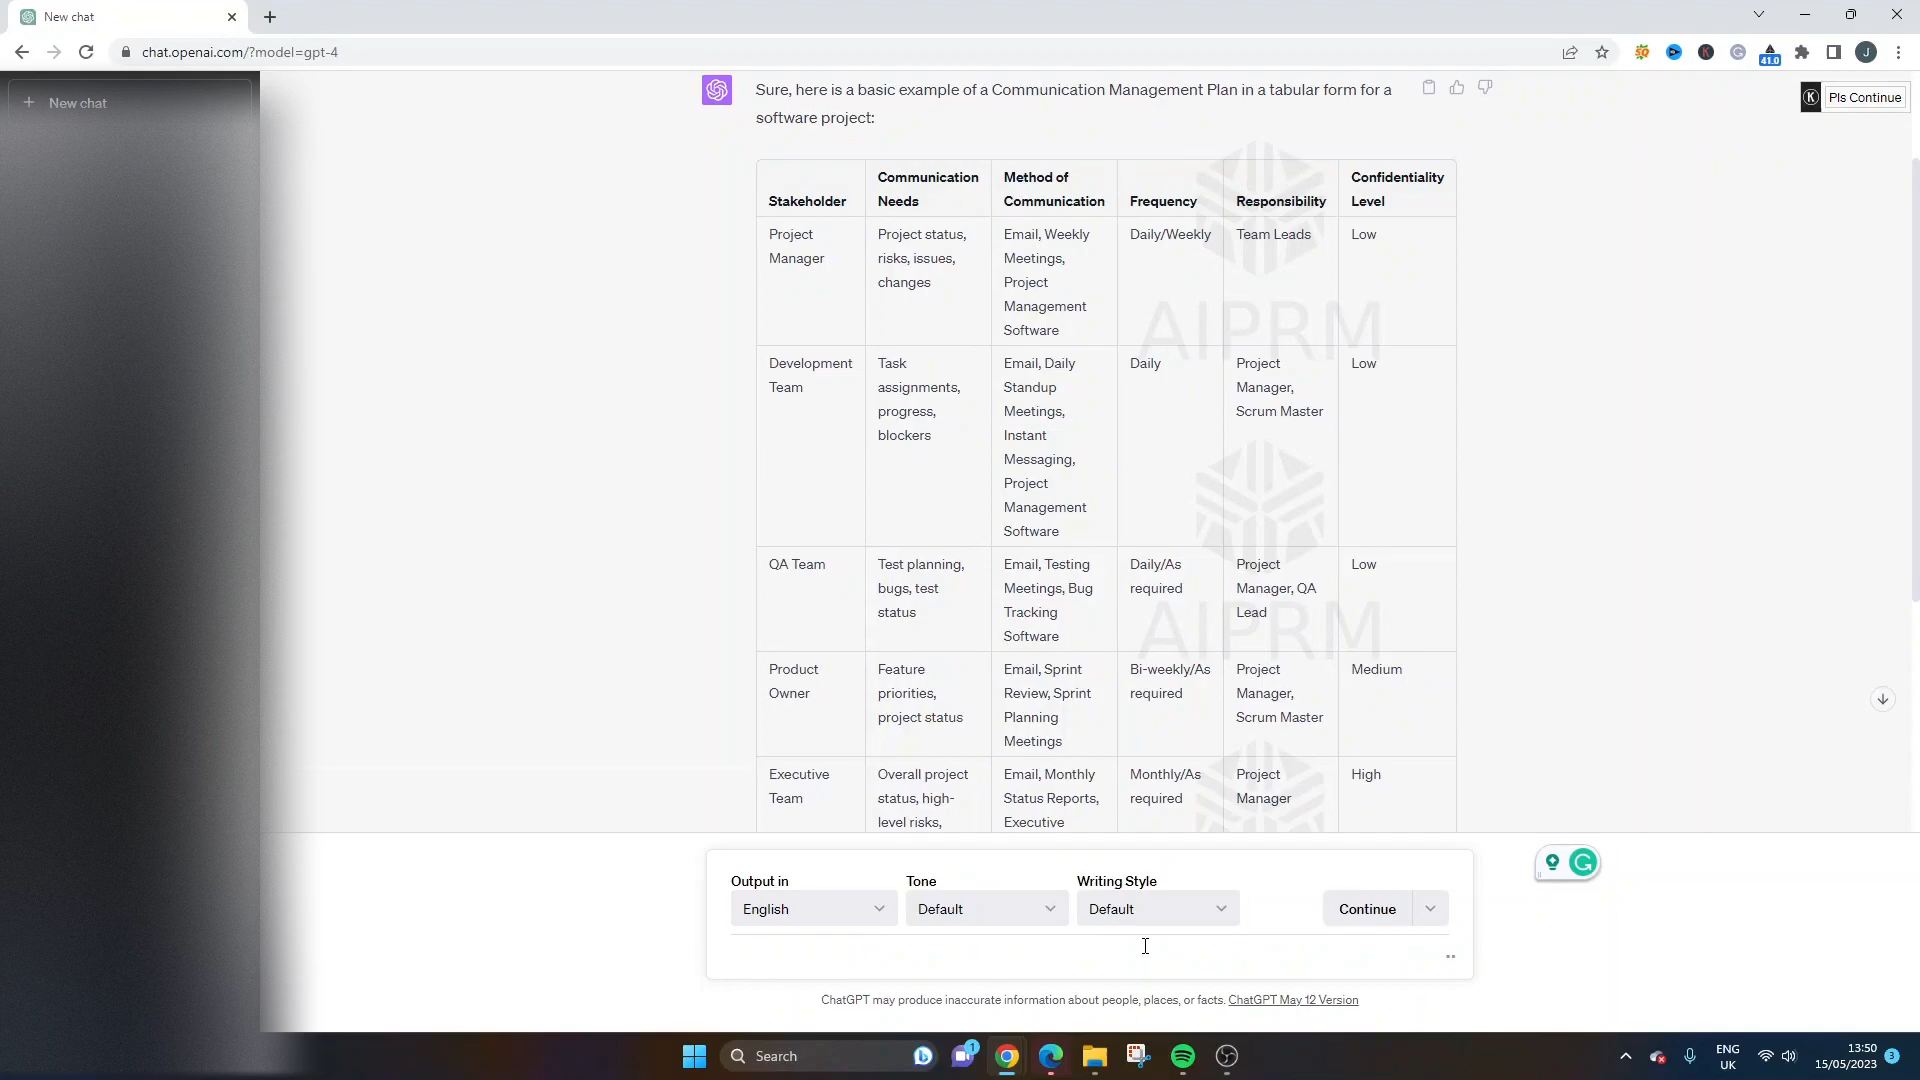 New chat
chat.openai.com/?model=gpt-4
41.0
J
New chat
Sure, here is a basic example of a Communication Management Plan in a tabular form for a
software project:
K Pls Continue
Stakeholder
Communication
Needs
Method of
Communication
Frequency
Responsibility
Confidentiality
Level
Project
Manager
Project status,
risks, issues,
changes
Email, Weekly
Meetings,
Project
Management
Software
Daily/Weekly
Team Leads
Low
Development
Team
Task
assignments,
progress,
blockers
Email, Daily
Standup
Meetings,
Instant
Messaging,
Project
Management
Software
Daily
Project
Manager,
Scrum Master
Low
QA Team
Test planning,
bugs, test
status
Email, Testing
Meetings, Bug
Tracking
Software
Daily/As
required
Project
Manager, QA
Lead
Low
Product
Owner
Feature
priorities,
project status
Email, Sprint
Review, Sprint
Planning
Meetings
Bi-weekly/As
required
Project
Manager,
Scrum Master
Medium
Executive
Team
Overall project
status, high-
level risks,
Email, Monthly
Status Reports,
Executive
Monthly/As
required
Project
Manager
High
AIPRM
AIPRM
Output in
English
Tone
Default
Writing Style
Default
Continue
ChatGPT may produce inaccurate information about people, places, or facts. ChatGPT May 12 Version
Search
1
ENG
UK
13:50
15/05/2023
3